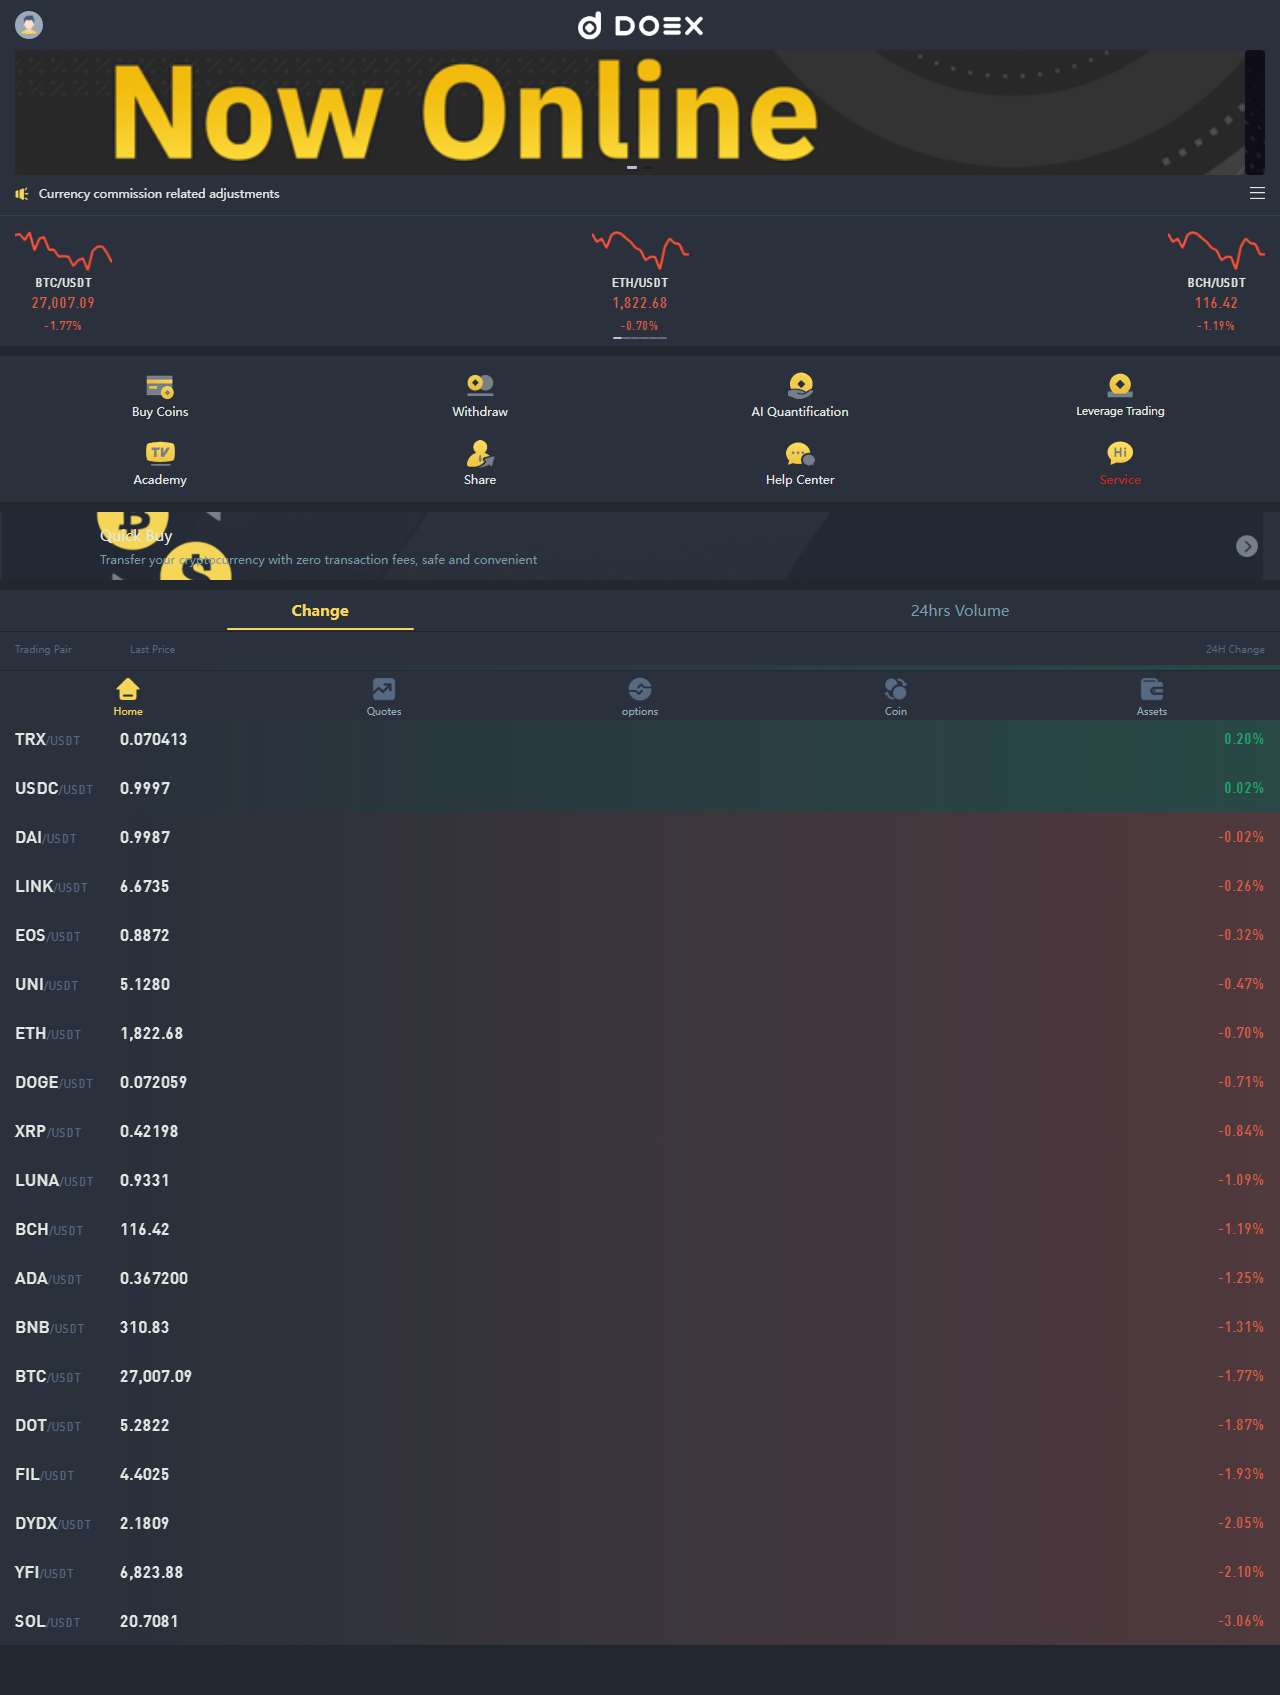 DOEX
Now Online
Currency commission related adjustments
BTC/USDT
27,007.09
-1.77%
ETH/USDT
1,822.68
-0.70%
BCH/USDT
116.42
-1.19%
Buy Coins
Withdraw
AI Quantification
Leverage Trading
TV
Academy
Share
Help Center
Hi
Service
Quick Buy
Transfer your cryptocurrency with zero transaction fees, safe and convenient
Change
24hrs Volume
Trading Pair Last Price 24H Change
Home
Quotes
options
Coin
Assets
TRX/USDT 0.070413 0.20%
USDC/USDT 0.9997 0.02%
DAI/USDT 0.9987 -0.02%
LINK/USDT 6.6735 -0.26%
EOS/USDT 0.8872 -0.32%
UNI/USDT 5.1280 -0.47%
ETH/USDT 1,822.68 -0.70%
DOGE/USDT 0.072059 -0.71%
XRP/USDT 0.42198 -0.84%
LUNA/USDT 0.9331 -1.09%
BCH/USDT 116.42 -1.19%
ADA/USDT 0.367200 -1.25%
BNB/USDT 310.83 -1.31%
BTC/USDT 27,007.09 -1.77%
DOT/USDT 5.2822 -1.87%
FIL/USDT 4.4025 -1.93%
DYDX/USDT 2.1809 -2.05%
YFI/USDT 6,823.88 -2.10%
SOL/USDT 20.7081 -3.06%